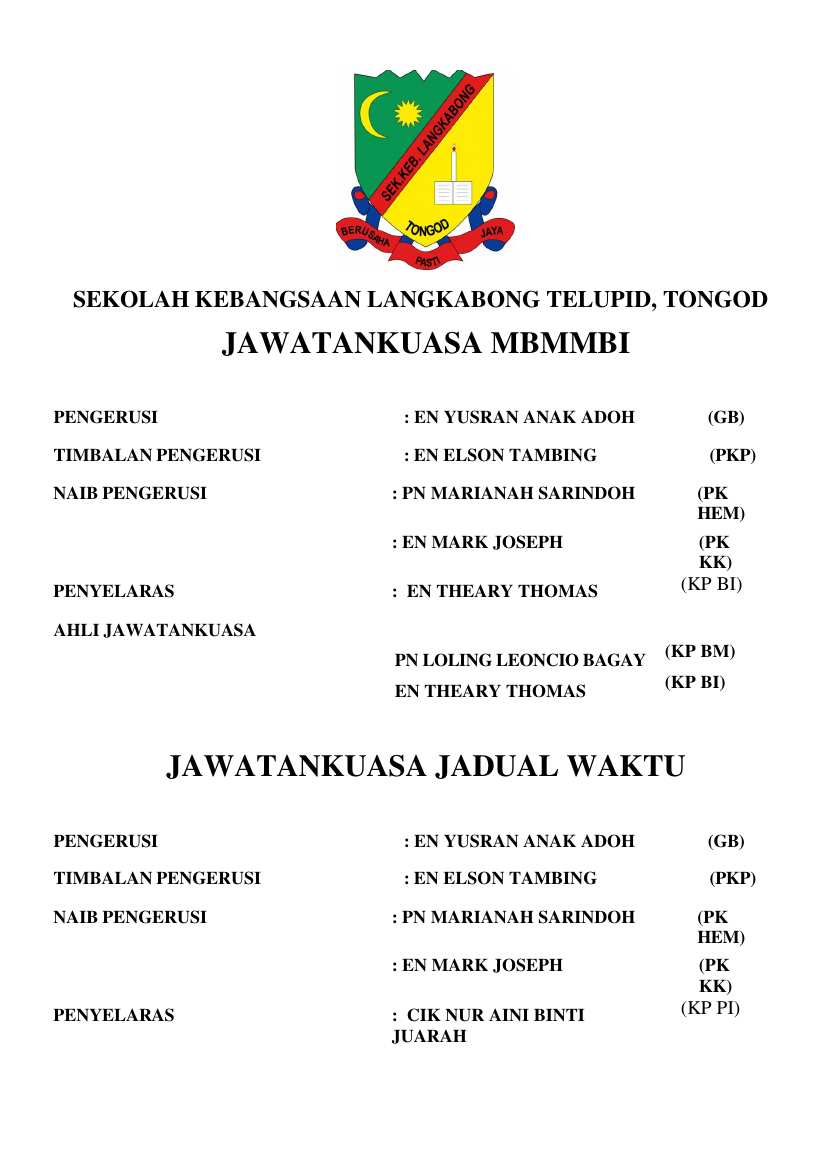 SEK.KEB. LANGKABONG
TONGOD
BERUSAHA PASTI JAYA
SEKOLAH KEBANGSAAN LANGKABONG TELUPID, TONGOD
JAWATANKUASA MBMMBI
PENGERUSI : EN YUSRAN ANAK ADOH (GB)
TIMBALAN PENGERUSI : EN ELSON TAMBING (PKP)
NAIB PENGERUSI : PN MARIANAH SARINDOH (PK
HEM)
: EN MARK JOSEPH (PK
KK)
PENYELARAS : EN THEARY THOMAS (KP BI)
AHLI JAWATANKUASA
PN LOLING LEONCIO BAGAY (KP BM)
EN THEARY THOMAS (KP BI)
JAWATANKUASA JADUAL WAKTU
PENGERUSI : EN YUSRAN ANAK ADOH (GB)
TIMBALAN PENGERUSI : EN ELSON TAMBING (PKP)
NAIB PENGERUSI : PN MARIANAH SARINDOH (PK
HEM)
: EN MARK JOSEPH (PK
KK)
PENYELARAS : CIK NUR AINI BINTI (KP PI)
JUARAH